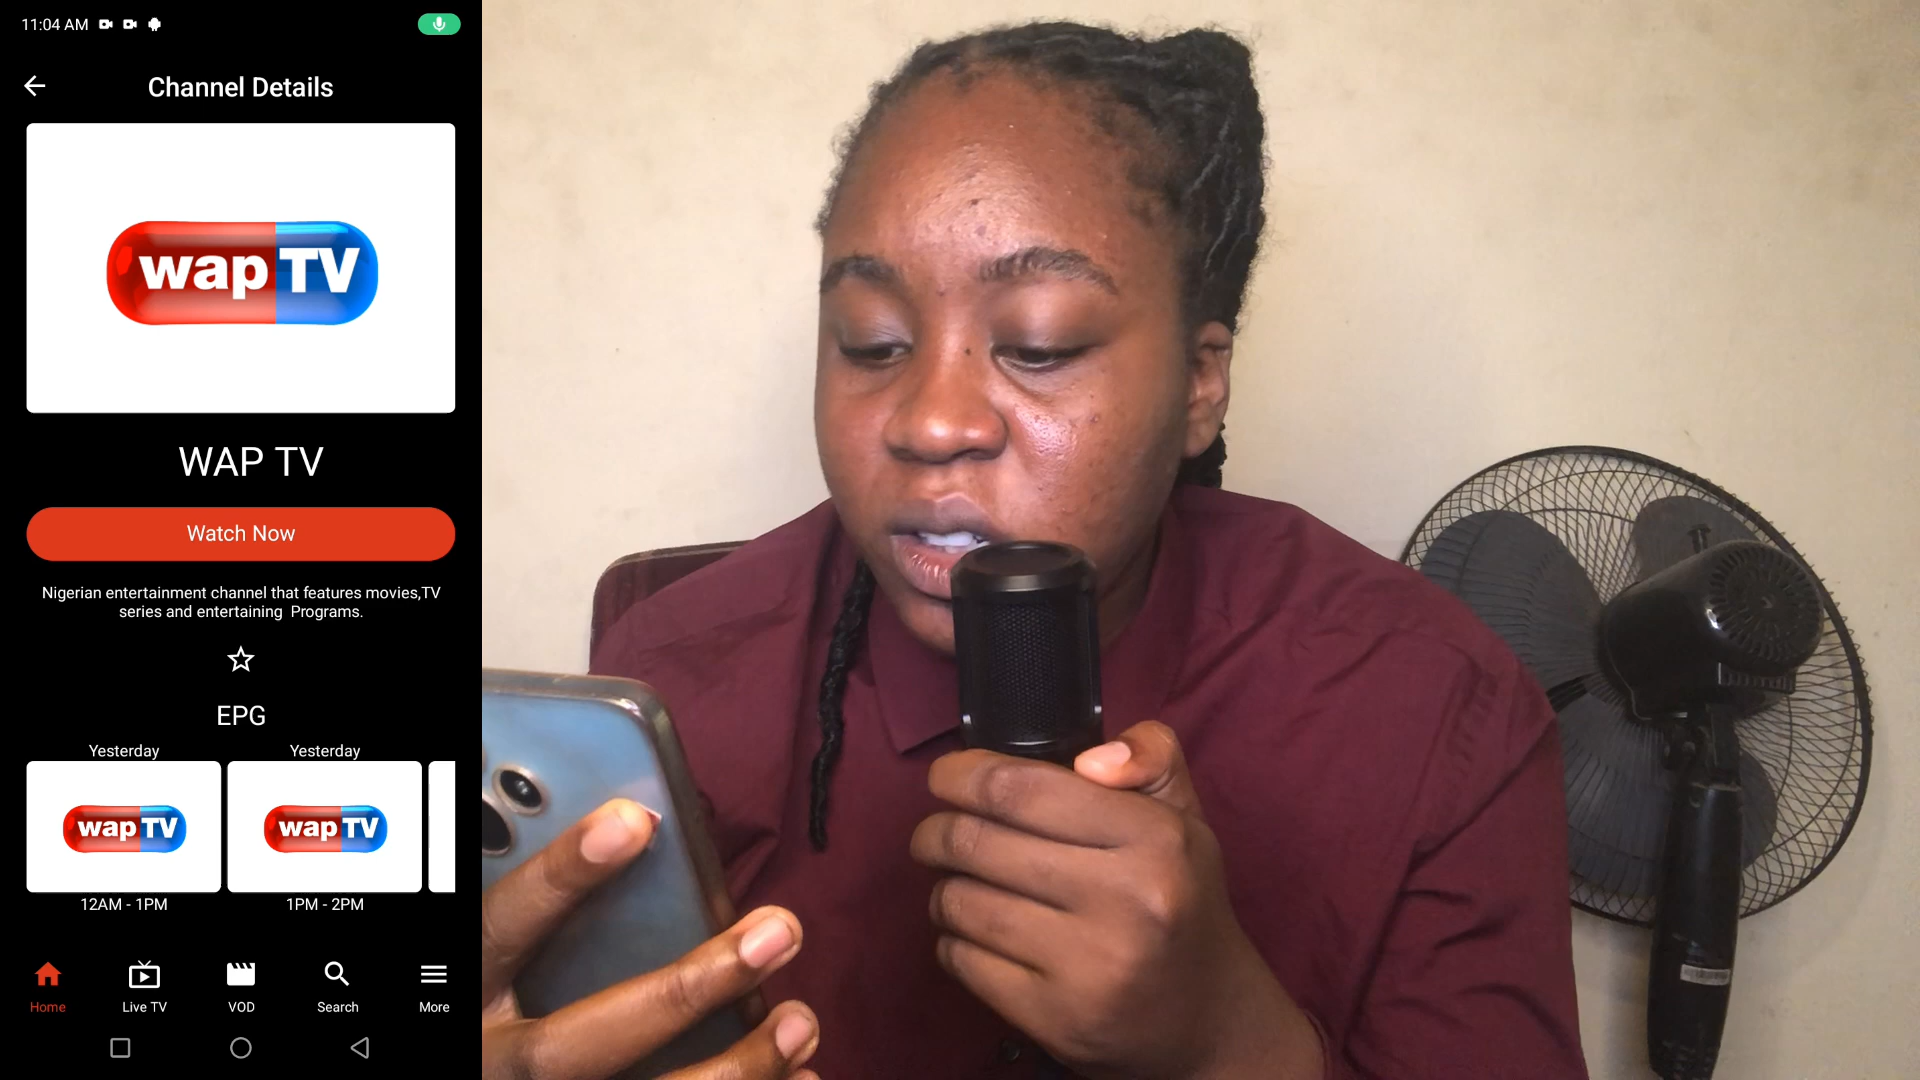 11:04 AM
Channel Details
wap TV
WAP TV
Watch Now
Nigerian entertainment channel that features movies,TV
series and entertaining Programs.
EPG
Yesterday Yesterday
wap TV wap TV
12AM - 1PM 1PM - 2PM
Home Live TV VOD Search More